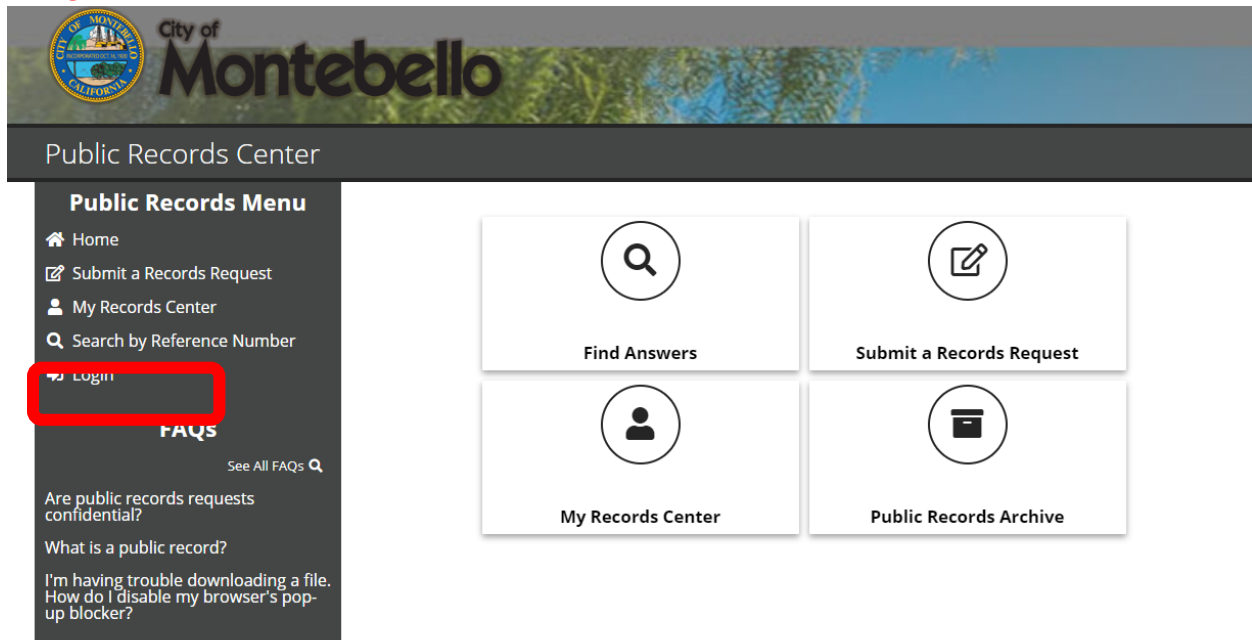 City of
Montebello
Public Records Center
Public Records Menu
Home
Submit a Records Request
My Records Center
Search by Reference Number
Login
FAQs
See All FAQs
Are public records requests
confidential?
What is a public record?
I'm having trouble downloading a file.
How do I disable my browser's pop-
up blocker?
Find Answers
Submit a Records Request
My Records Center
Public Records Archive